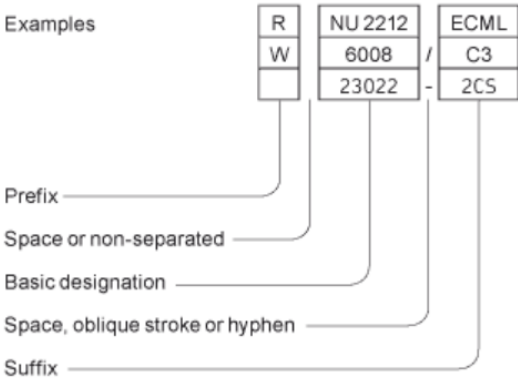 Examples R NU 2212 ECML
W 6008 / C3
23022 - 2CS
Prefix
Space or non-separated
Basic designation
Space, oblique stroke or hyphen
Suffix